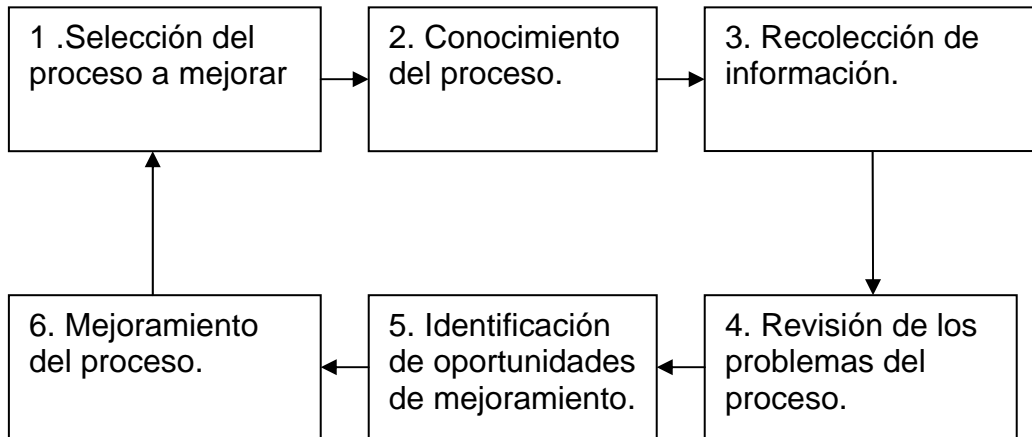 1 .Selección del
proceso a mejorar
2. Conocimiento
del proceso.
3. Recolección de
información.
4. Revisión de los
problemas del
proceso.
5. Identificación
de oportunidades
de mejoramiento.
6. Mejoramiento
del proceso.